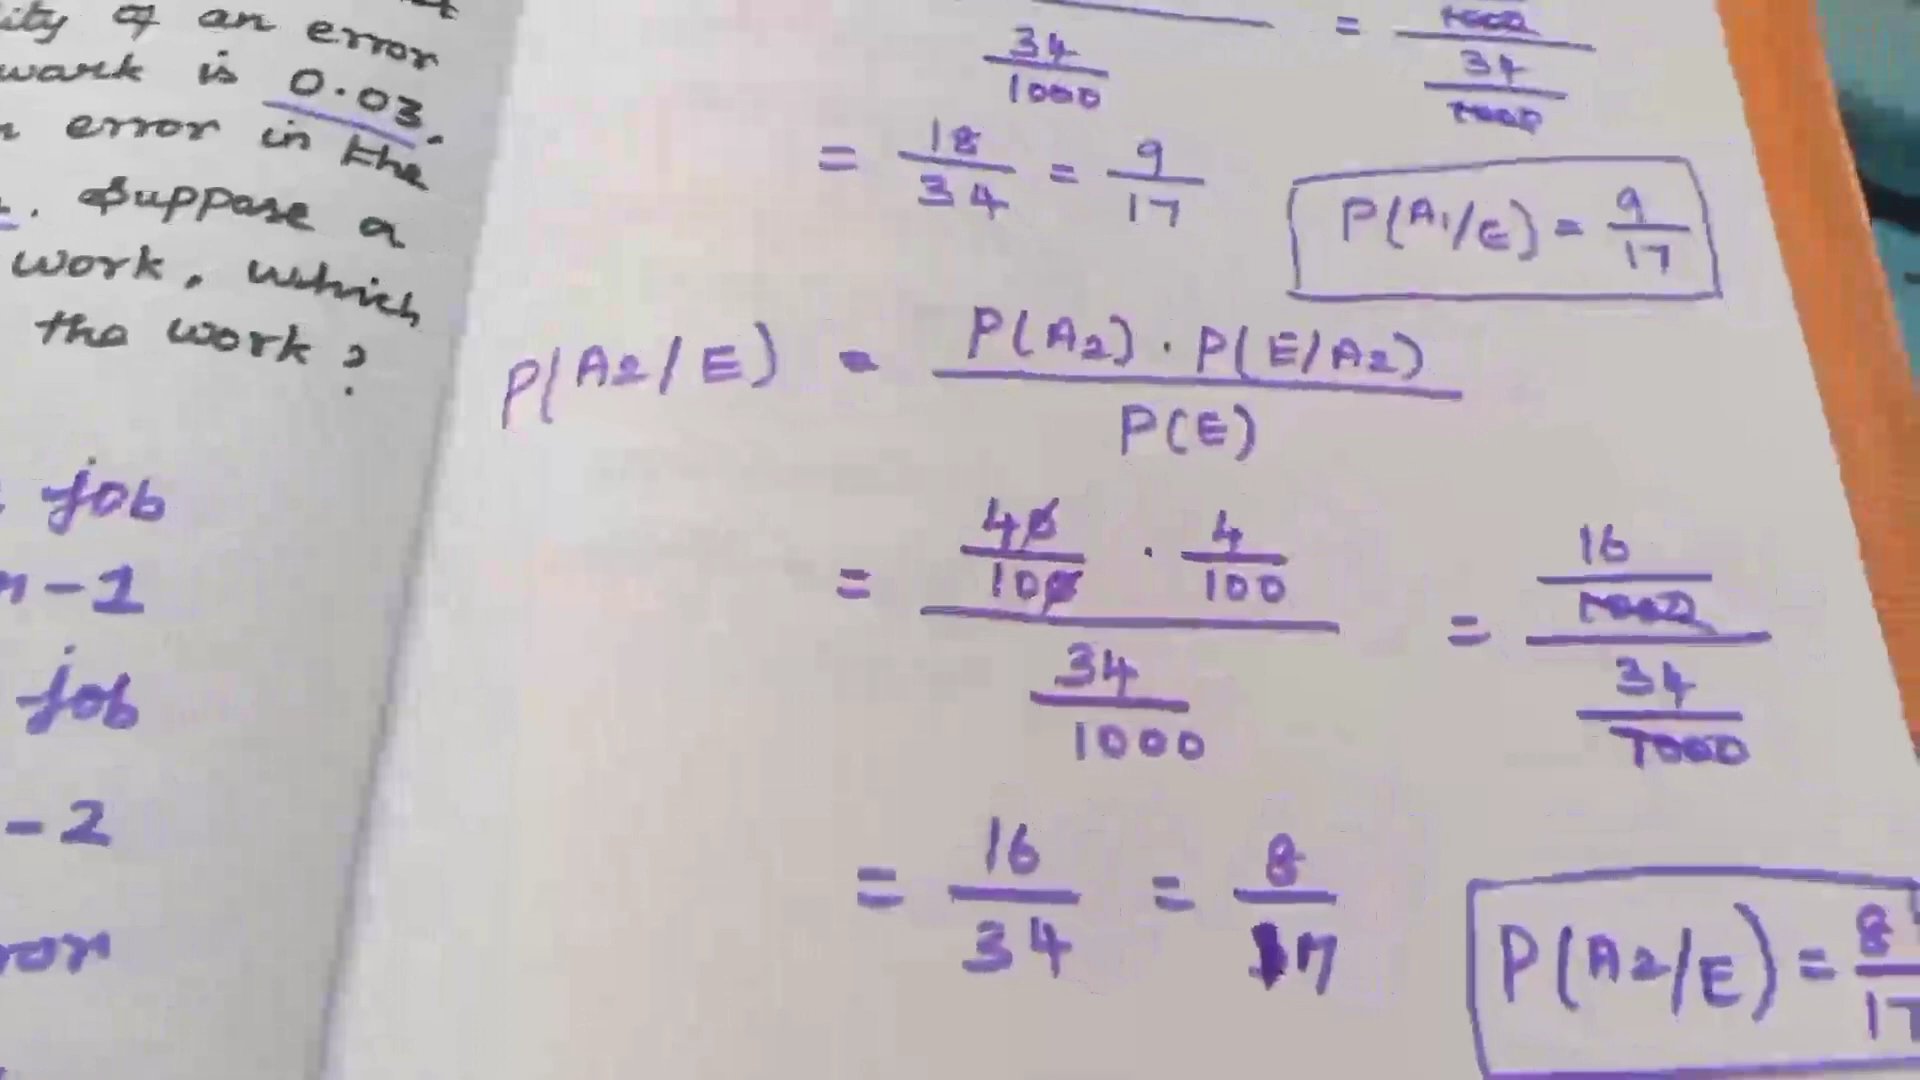 ity of an error
work is 0.03.
error in the
. Suppose a
work, which
the work?
job
-1
job
-2
34/1000 = 1000 / 34/1000
= 18/34 = 9/17
P(A1/E) = 9/17
P(A2/E) = P(A2) · P(E/A2) / P(E)
= 40/100 · 4/100 / 34/1000 = 16/1000 / 34/1000
= 16/34 = 8/17
P(A2/E) = 8/17